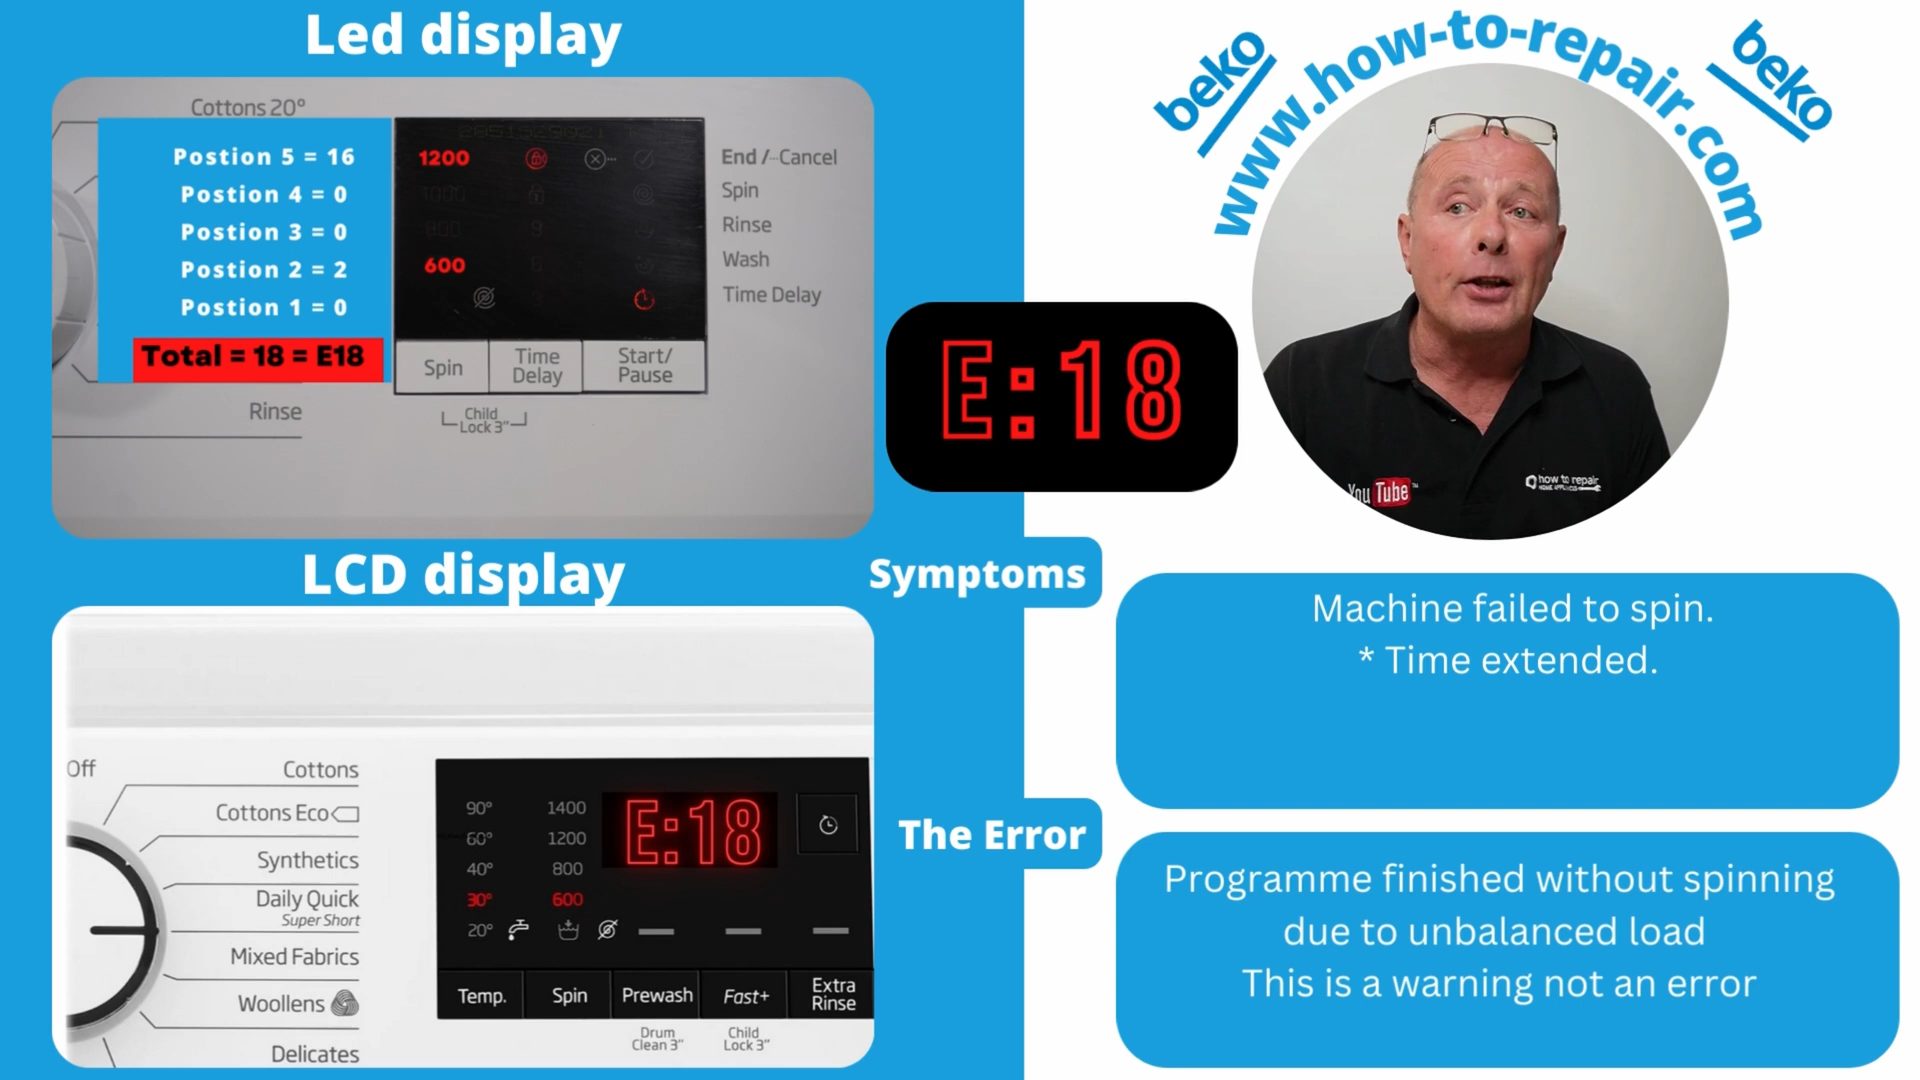 Led display
Cottons 20°
Postion 5 = 16
Postion 4 = 0
Postion 3 = 0
Postion 2 = 2
Postion 1 = 0
Total = 18 = E18
Rinse
1200
600
End / Cancel
Spin
Rinse
Wash
Time Delay
Spin
Time Delay
Start/ Pause
Child
Lock 3"
E:18
beko
www.how-to-repair.com
beko
You Tube
how to repair
LCD display
Off
Cottons
Cottons Eco
Synthetics
Daily Quick
Super Short
Mixed Fabrics
Woollens
Delicates
90° 1400
60° 1200
40° 800
30° 600
20°
E:18
Temp.
Spin
Prewash
Fast+
Extra Rinse
Drum
Clean 3"
Child
Lock 3"
Symptoms
Machine failed to spin.
* Time extended.
The Error
Programme finished without spinning
due to unbalanced load
This is a warning not an error